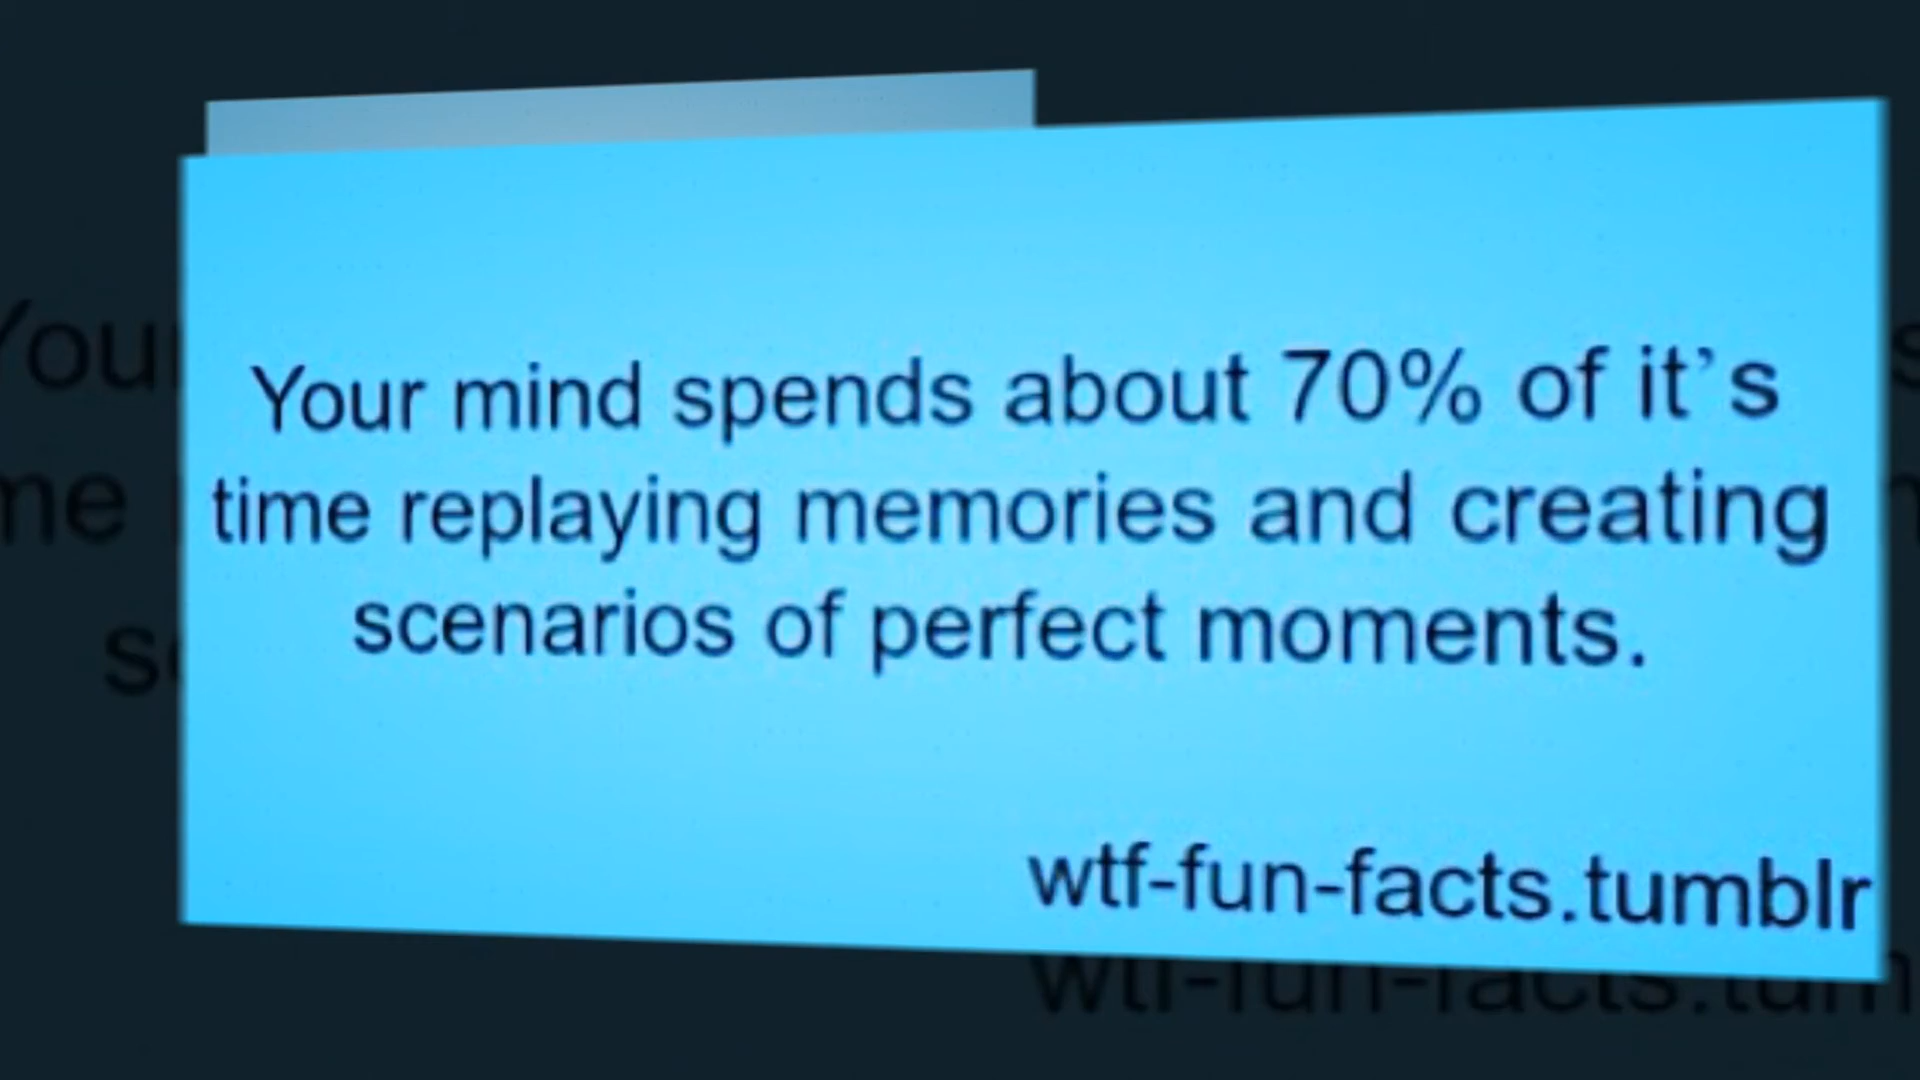 Your mind spends about 70% of it's
time replaying memories and creating
scenarios of perfect moments.
wtf-fun-facts.tumblr